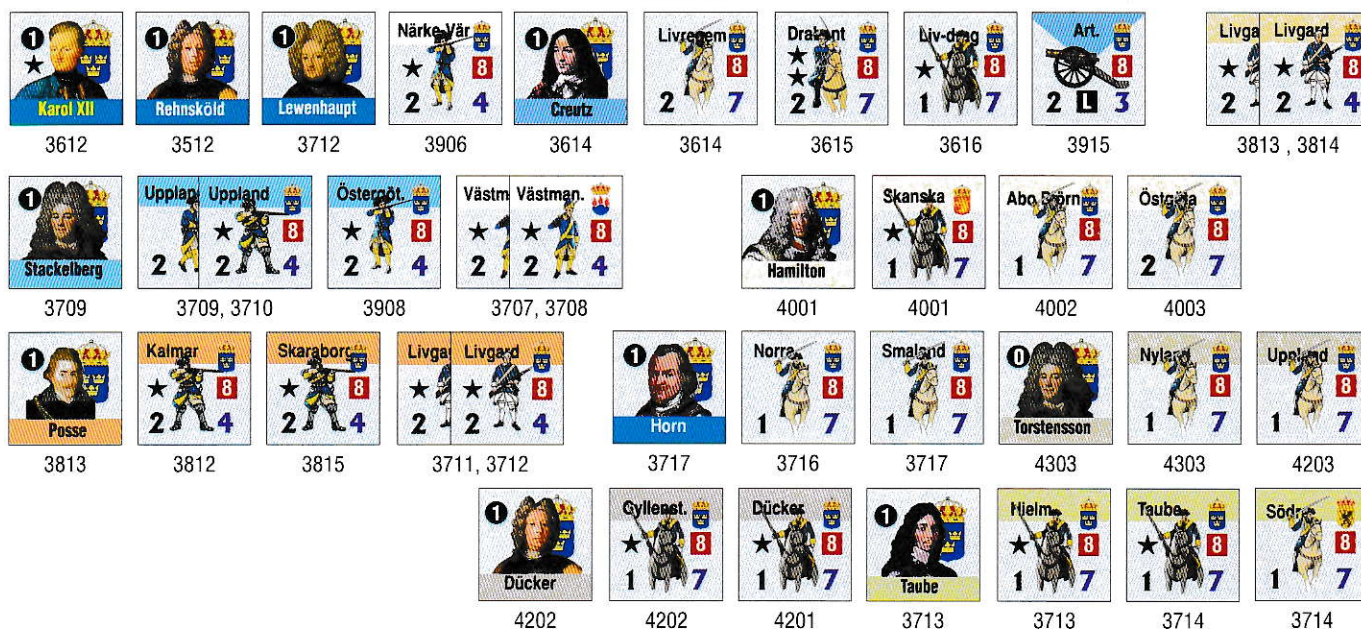 1
Karol XII
3612
1
Rehnsköld
3512
1
Lewenhaupt
3712
Närke-Vär
8
2 4
3906
1
Creutz
3614
Livregem
8
2 7
3614
Drabant
8
2 7
3615
Liv-drag
8
1 7
3616
Art.
8
2 L 3
3915
Livga Livgard
8
2 2 4
3813 , 3814
1
Stackelberg
3709
Upplan Uppland
8
2 2 4
3709, 3710
Östergöt.
8
2 4
3908
Västm Västman.
8
2 2 4
3707, 3708
1
Hamilton
4001
Skanska
8
1 7
4001
Abo Björn
8
1 7
4002
Östgöta
8
2 7
4003
1
Posse
3813
Kalmar
8
2 4
3812
Skaraborg
8
2 4
3815
Livga Livgard
8
2 2 4
3711, 3712
1
Horn
3717
Norra
8
1 7
3716
Smaland
8
1 7
3717
0
Torstensson
4303
Nyland
8
1 7
4303
Uppland
8
1 7
4203
1
Dücker
4202
Gyllenst.
8
1 7
4202
Dücker
8
1 7
4201
1
Taube
3713
Hjelm
8
1 7
3713
Taube
8
1 7
3714
Södr
8
1 7
3714